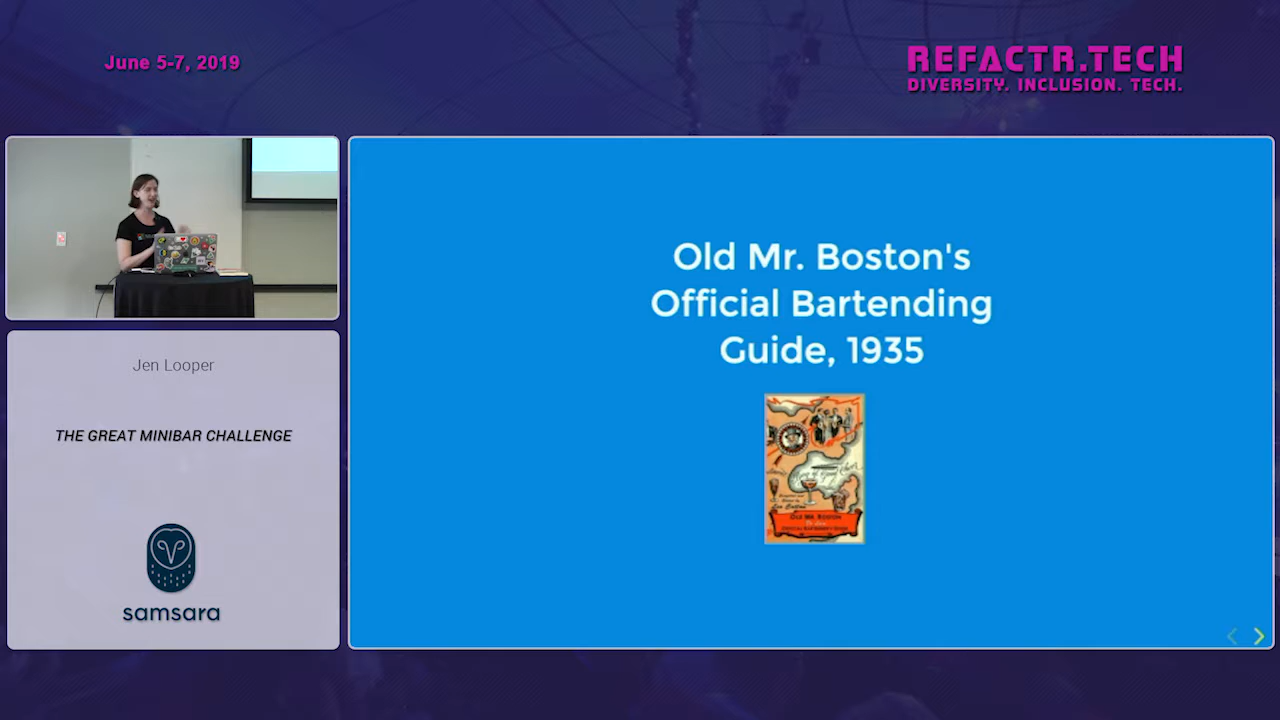 June 5-7, 2019
REFACTR.TECH
DIVERSITY. INCLUSION. TECH.
Jen Looper
THE GREAT MINIBAR CHALLENGE
samsara
Old Mr. Boston's
Official Bartending
Guide, 1935
OLD MR. BOSTON